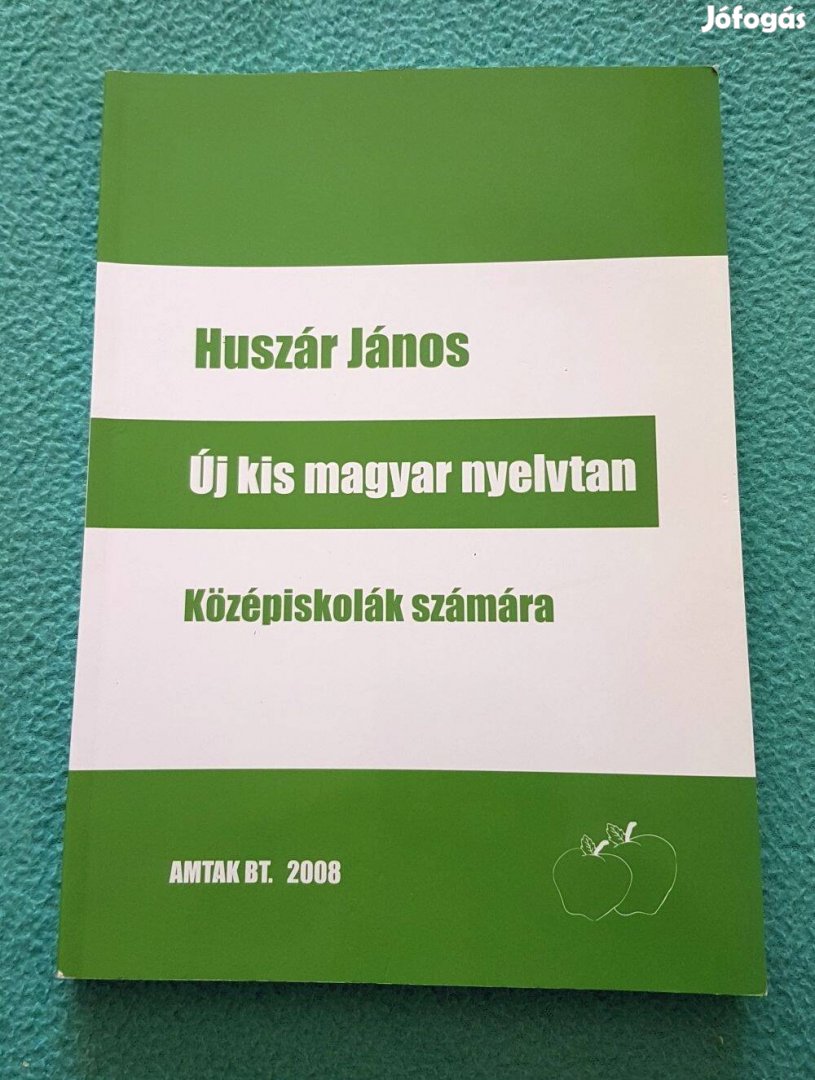 Jófogás
Huszár János
Új kis magyar nyelvtan
Középiskolák számára
AMTAK BT. 2008